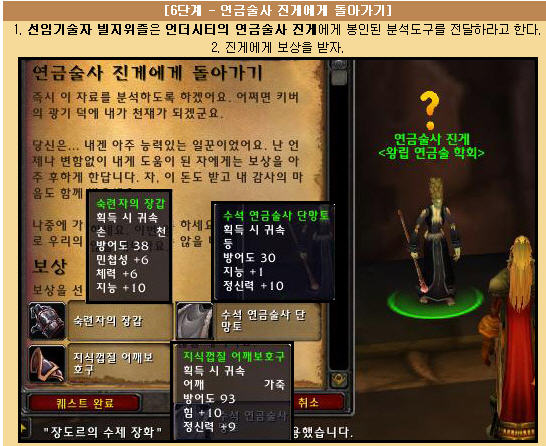 [6단계 - 연금술사 진게에게 돌아가기]
1. 선임기술자 빌지위즐은 언더시티의 연금술사 진게에게 봉인된 분석도구를 전달하라고 한다.
2. 진게에게 보상을 받자.
연금술사 진게에게 돌아가기
즉시 이 자료를 분석하도록 하겠어요. 어쩌면 키버
의 광기 덕에 내가 천재가 되겠군요.
당신은... 내겐 아주 능력있는 일꾼이었어요. 난 언
제나 변함없이 내게 도움이 된 자에게는 보상을 아
주 후하게 한답니다. 자, 이 돈도 받고 내 감사의 마
음도 함께
나중에
로 우리의
보상
보상을 선
숙련자의 장갑
획득 시 귀속
손 천
방어도 38
민첩성 +6
체력 +6
지능 +10
수석 연금술사 단망토
획득 시 귀속
등
방어도 30
지능 +1
정신력 +10
숙련자의 장갑
수석 연금술사 단
망토
지식껍질 어깨보
호구
지식껍질 어깨보호구
획득 시 귀속
어깨 가죽
방어도 93
힘 +10
정신력 +9
퀘스트 완료
취소
"장도르의 수제 장화"
했습니다.
?
연금술사 진게
<왕립 연금술 학회>